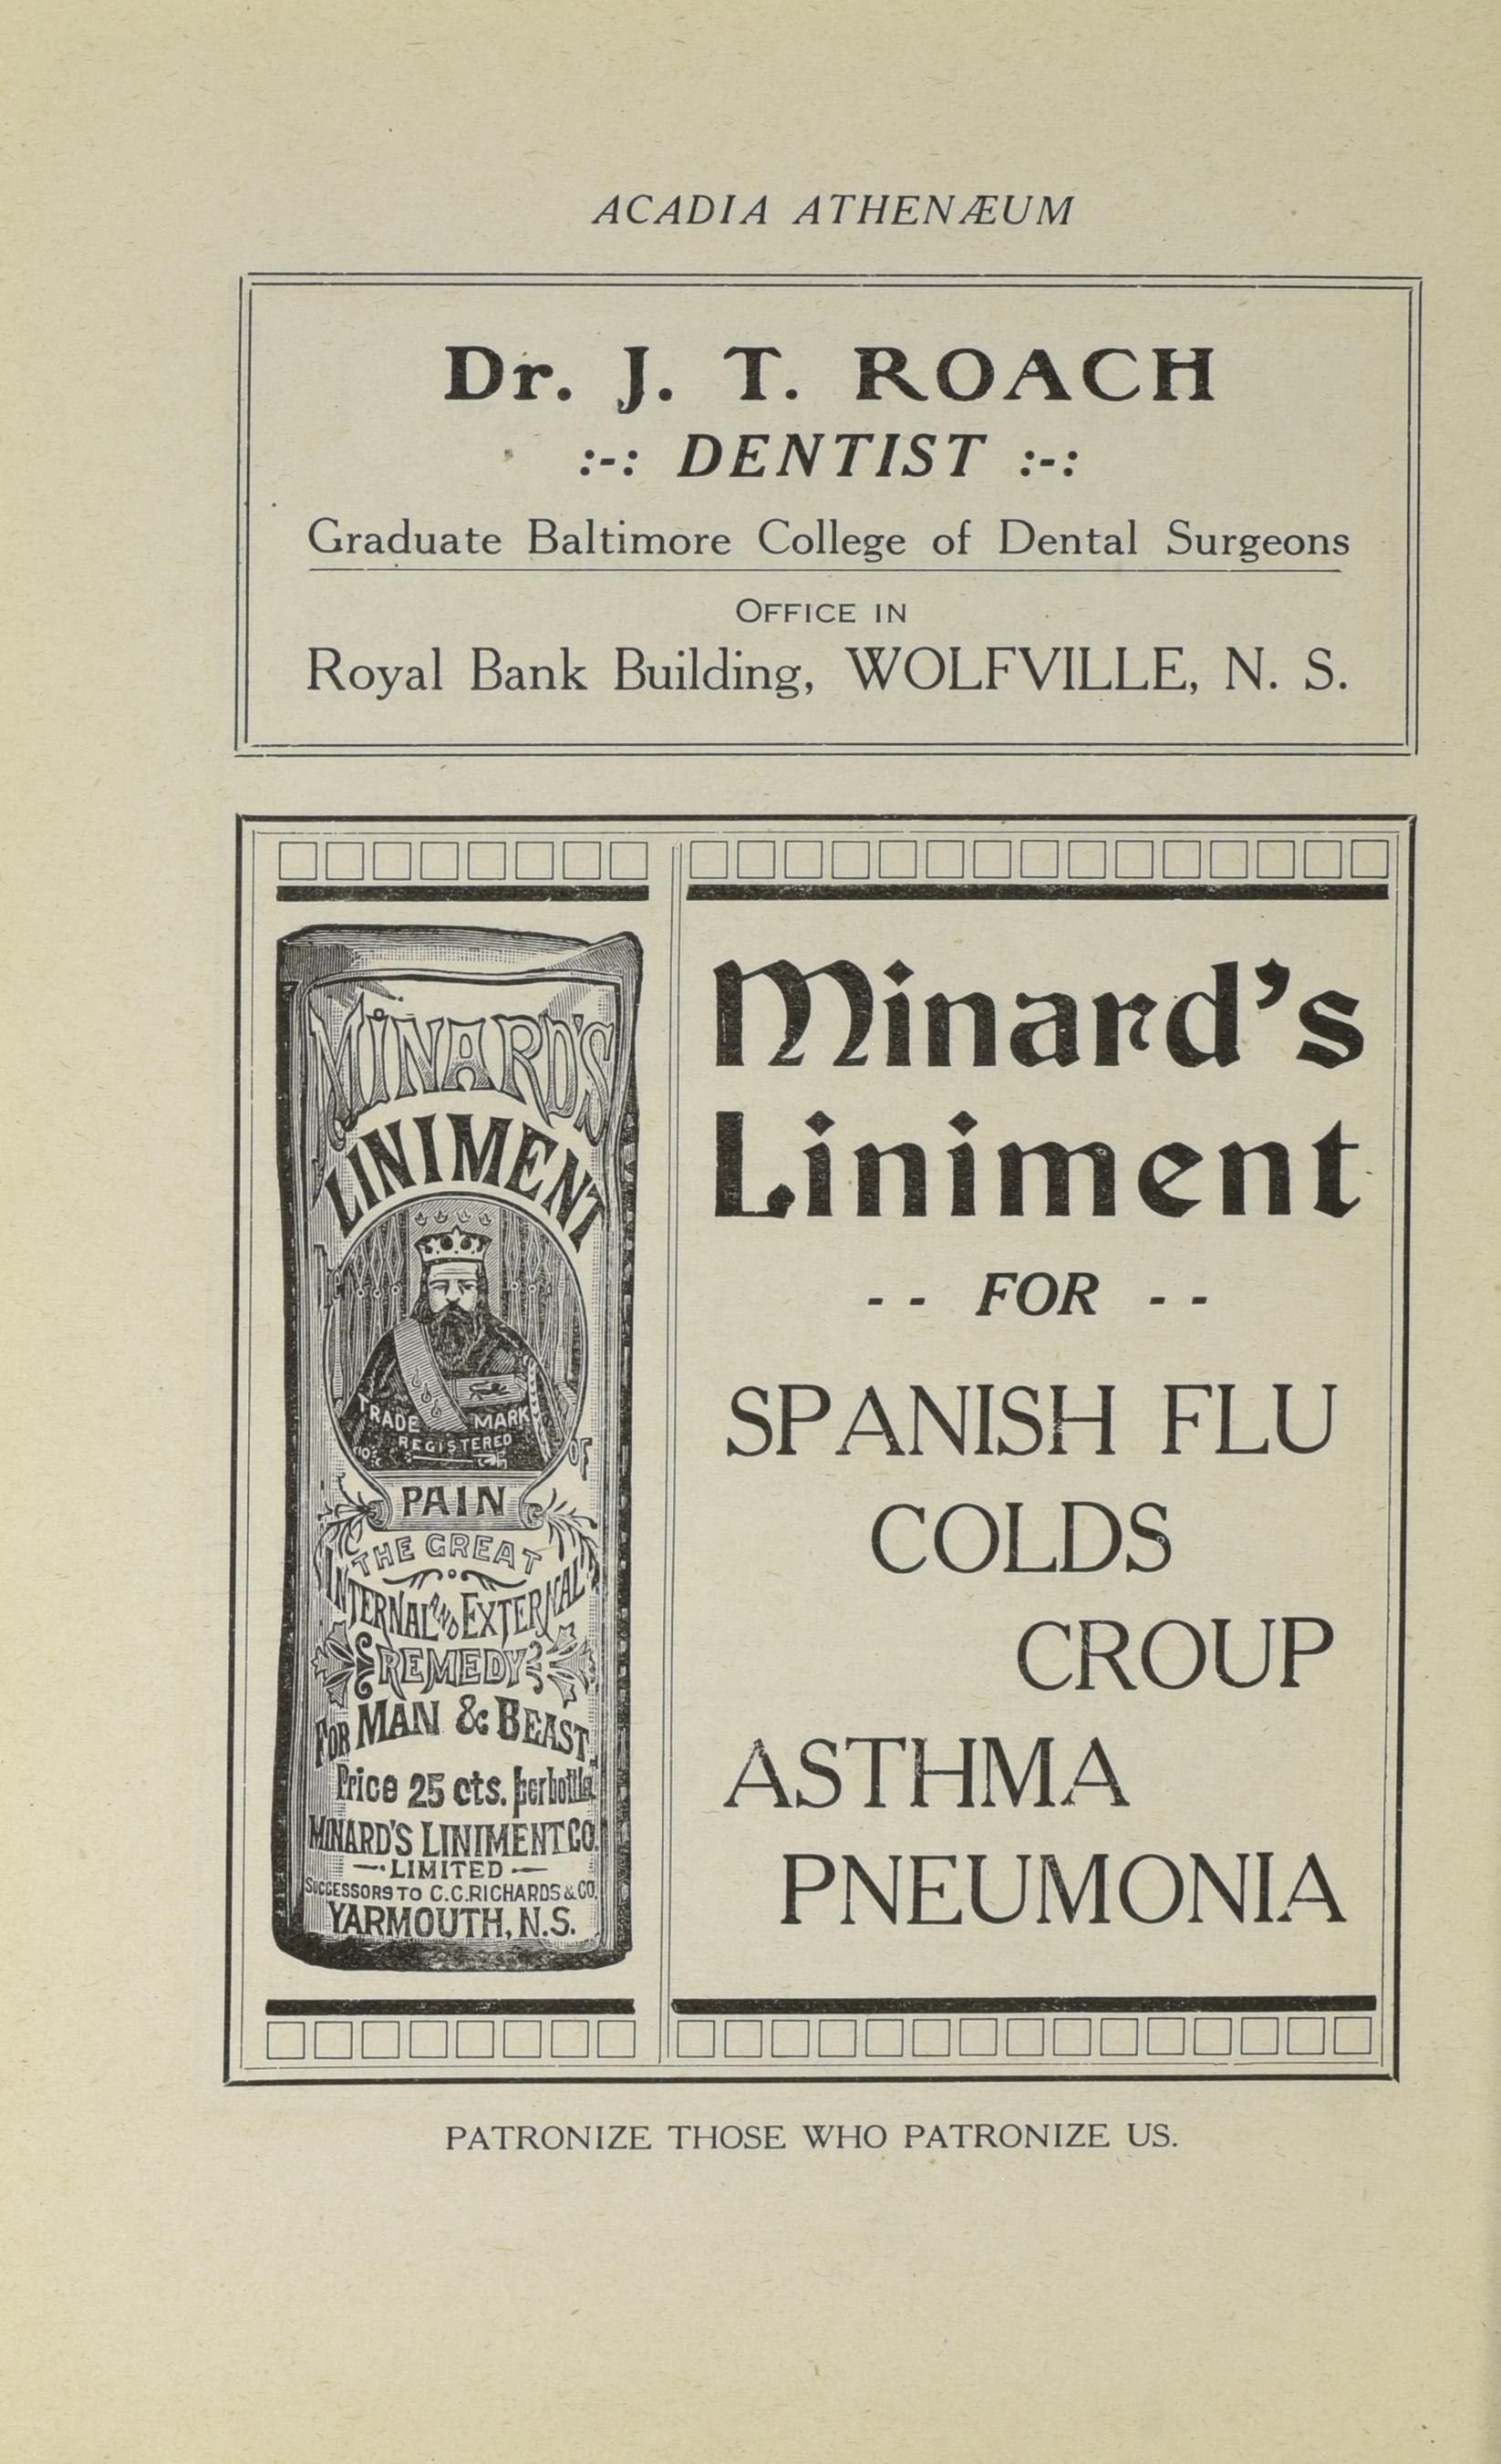 ACADIA ATHENÆUM
Dr. J. T. ROACH
:-: DENTIST :-:
Graduate Baltimore College of Dental Surgeons
OFFICE IN
Royal Bank Building, WOLFVILLE, N. S.
MINARD'S
LINIMENT
TRADE MARK
REGISTERED
OF
PAIN
THE GREAT
INTERNAL AND EXTERNAL
REMEDY
FOR MAN & BEAST
Price 25 cts. per bottle
MINARD'S LINIMENT CO.
LIMITED
SUCCESSORS TO C.C.RICHARDS & CO.
YARMOUTH, N.S.
Minard's
Liniment
- - FOR - -
SPANISH FLU
COLDS
CROUP
ASTHMA
PNEUMONIA
PATRONIZE THOSE WHO PATRONIZE US.